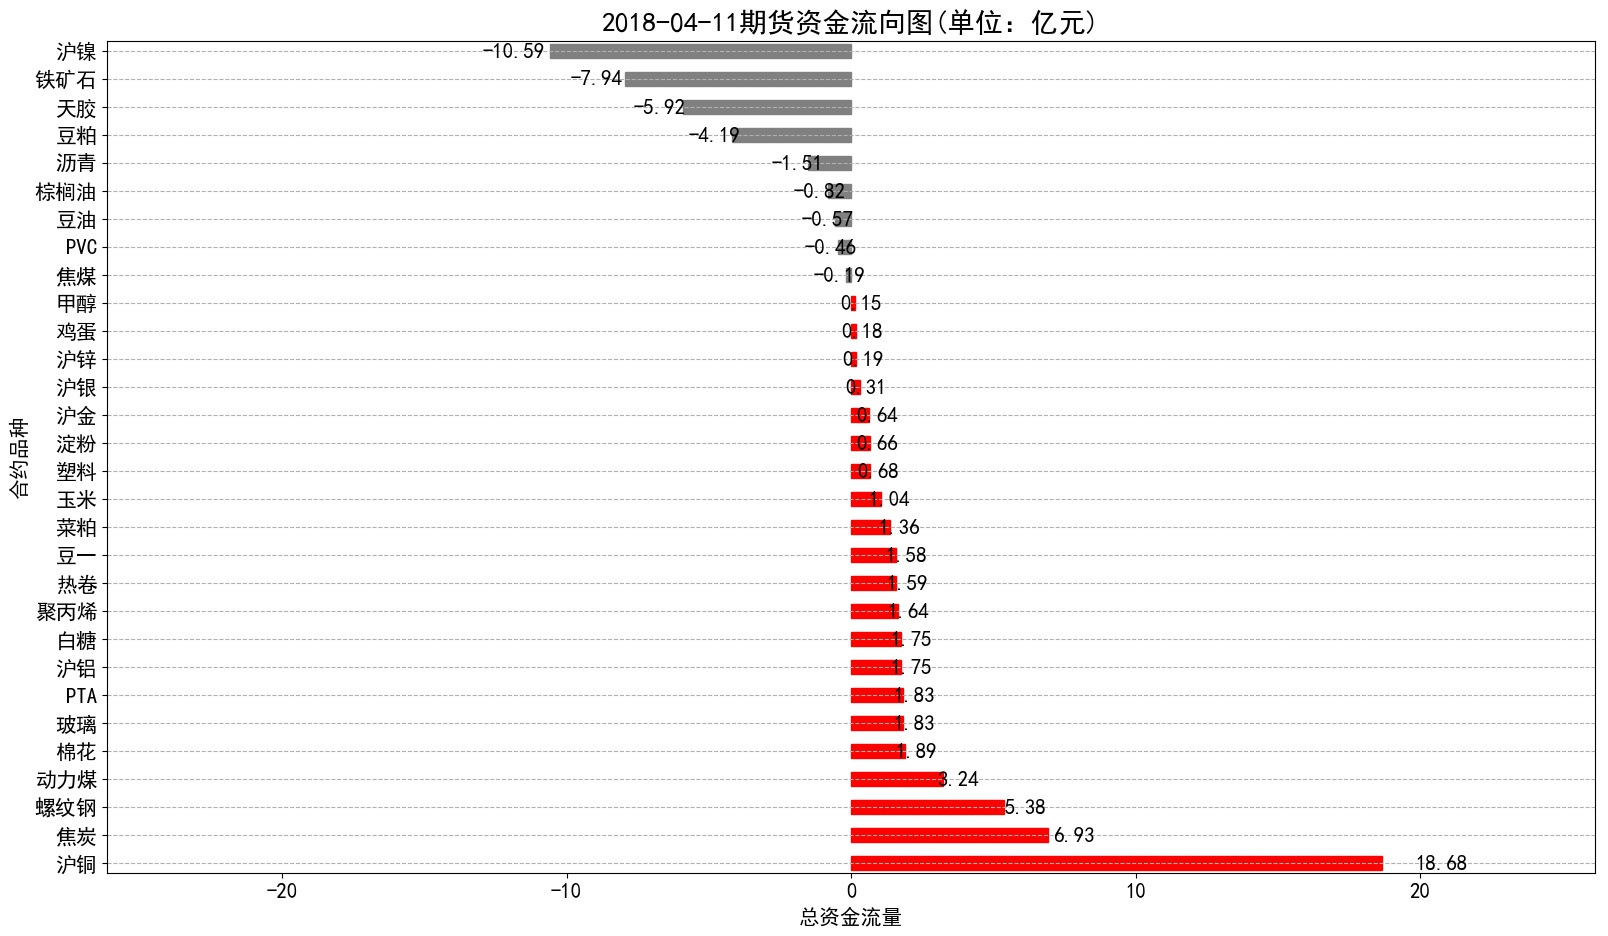 2018-04-11期货资金流向图(单位：亿元)
沪镍 -10.59
铁矿石 -7.94
天胶 -5.92
豆粕 -4.19
沥青 -1.51
棕榈油 -0.82
豆油 -0.57
PVC -0.46
焦煤 -0.19
甲醇 0.15
鸡蛋 0.18
沪锌 0.19
沪银 0.31
沪金 0.64
淀粉 0.66
塑料 0.68
玉米 1.04
菜粕 1.36
豆一 1.58
热卷 1.59
聚丙烯 1.64
白糖 1.75
沪铝 1.75
PTA 1.83
玻璃 1.83
棉花 1.89
动力煤 3.24
螺纹钢 5.38
焦炭 6.93
沪铜 18.68
合约品种
-20 -10 0 10 20
总资金流量